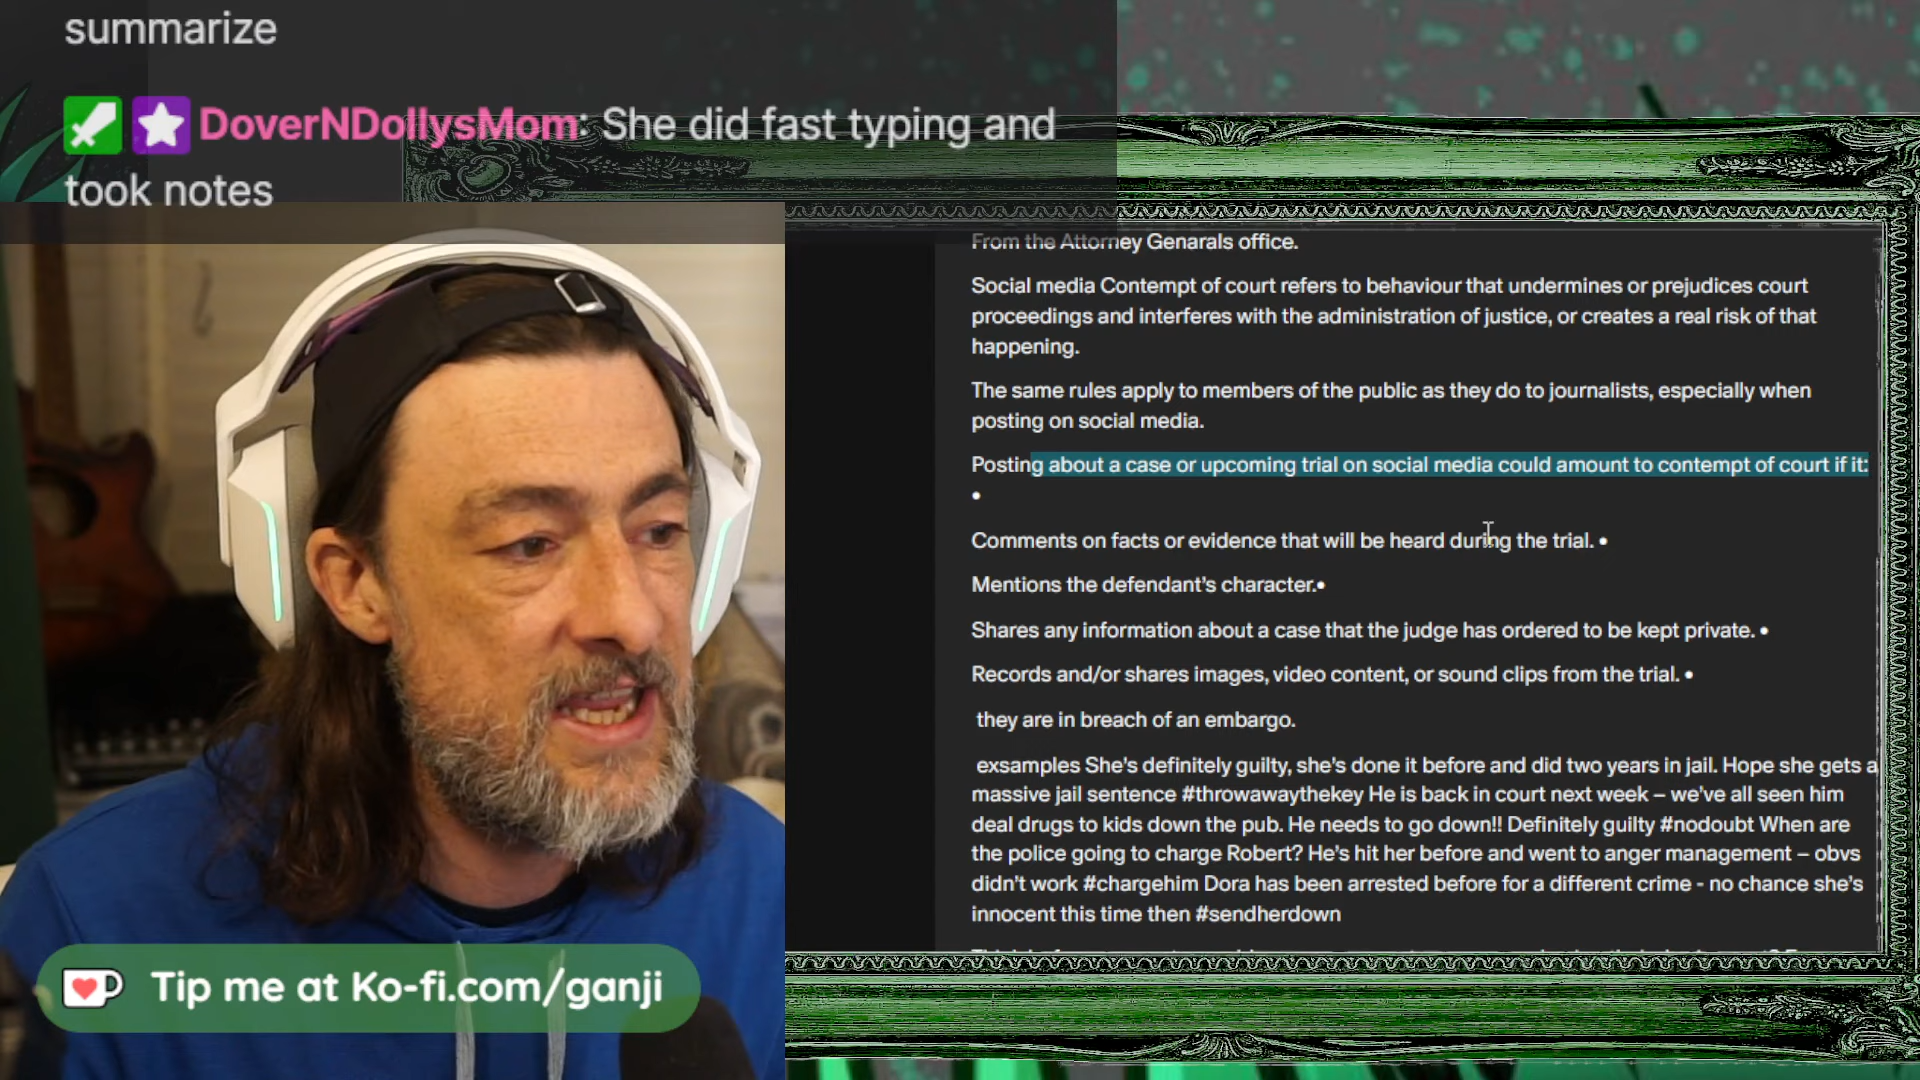 summarize
DoverNDollysMom: She did fast typing and
took notes
From the Attorney Genarals office.
Social media Contempt of court refers to behaviour that undermines or prejudices court
proceedings and interferes with the administration of justice, or creates a real risk of that
happening.
The same rules apply to members of the public as they do to journalists, especially when
posting on social media.
Posting about a case or upcoming trial on social media could amount to contempt of court if it:
•
Comments on facts or evidence that will be heard during the trial. •
Mentions the defendant's character.•
Shares any information about a case that the judge has ordered to be kept private. •
Records and/or shares images, video content, or sound clips from the trial. •
they are in breach of an embargo.
exsamples She's definitely guilty, she's done it before and did two years in jail. Hope she gets a
massive jail sentence #throwawaythekey He is back in court next week – we've all seen him
deal drugs to kids down the pub. He needs to go down!! Definitely guilty #nodoubt When are
the police going to charge Robert? He's hit her before and went to anger management – obvs
didn't work #chargehim Dora has been arrested before for a different crime - no chance she's
innocent this time then #sendherdown
Tip me at Ko-fi.com/ganji